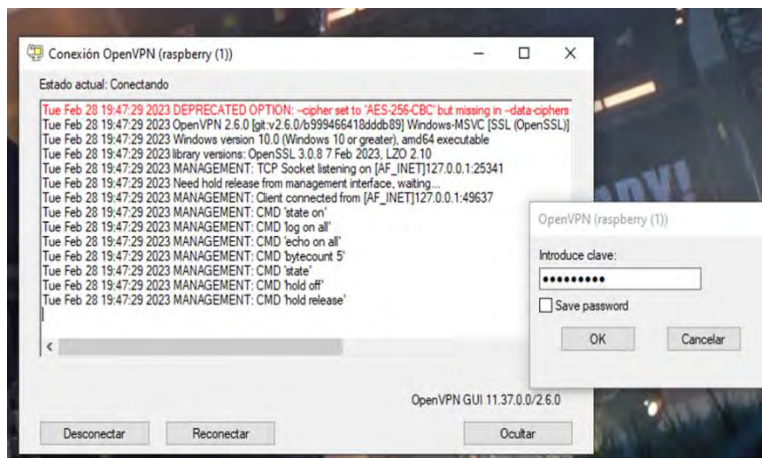 Conexión OpenVPN (raspberry (1))
Estado actual: Conectando
Tue Feb 28 19:47:29 2023 DEPRECATED OPTION: --cipher set to 'AES-256-CBC' but missing in --data-ciphers
Tue Feb 28 19:47:29 2023 OpenVPN 2.6.0 [git:v2.6.0/b999466418dddb89] Windows-MSVC [SSL (OpenSSL)]
Tue Feb 28 19:47:29 2023 Windows version 10.0 (Windows 10 or greater), amd64 executable
Tue Feb 28 19:47:29 2023 library versions: OpenSSL 3.0.8 7 Feb 2023, LZO 2.10
Tue Feb 28 19:47:29 2023 MANAGEMENT: TCP Socket listening on [AF_INET]127.0.0.1:25341
Tue Feb 28 19:47:29 2023 Need hold release from management interface, waiting...
Tue Feb 28 19:47:29 2023 MANAGEMENT: Client connected from [AF_INET]127.0.0.1:49637
Tue Feb 28 19:47:29 2023 MANAGEMENT: CMD 'state on'
Tue Feb 28 19:47:29 2023 MANAGEMENT: CMD 'log on all'
Tue Feb 28 19:47:29 2023 MANAGEMENT: CMD 'echo on all'
Tue Feb 28 19:47:29 2023 MANAGEMENT: CMD 'bytecount 5'
Tue Feb 28 19:47:29 2023 MANAGEMENT: CMD 'state'
Tue Feb 28 19:47:29 2023 MANAGEMENT: CMD 'hold off'
Tue Feb 28 19:47:29 2023 MANAGEMENT: CMD 'hold release'
OpenVPN GUI 11.37.0.0/2.6.0
Desconectar
Reconectar
Ocultar
OpenVPN (raspberry (1))
Introduce clave:
Save password
OK
Cancelar